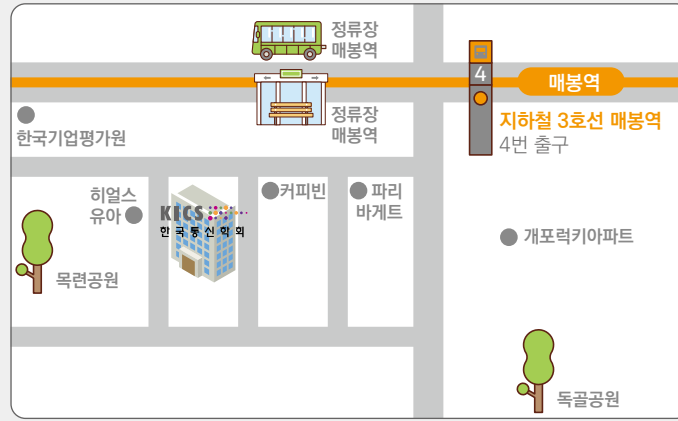 정류장
매봉역
4
매봉역
정류장
매봉역
지하철 3호선 매봉역
4번 출구
한국기업평가원
히얼스
유아
KICS
한국통신학회
커피빈
파리
바게트
개포럭키아파트
목련공원
독골공원